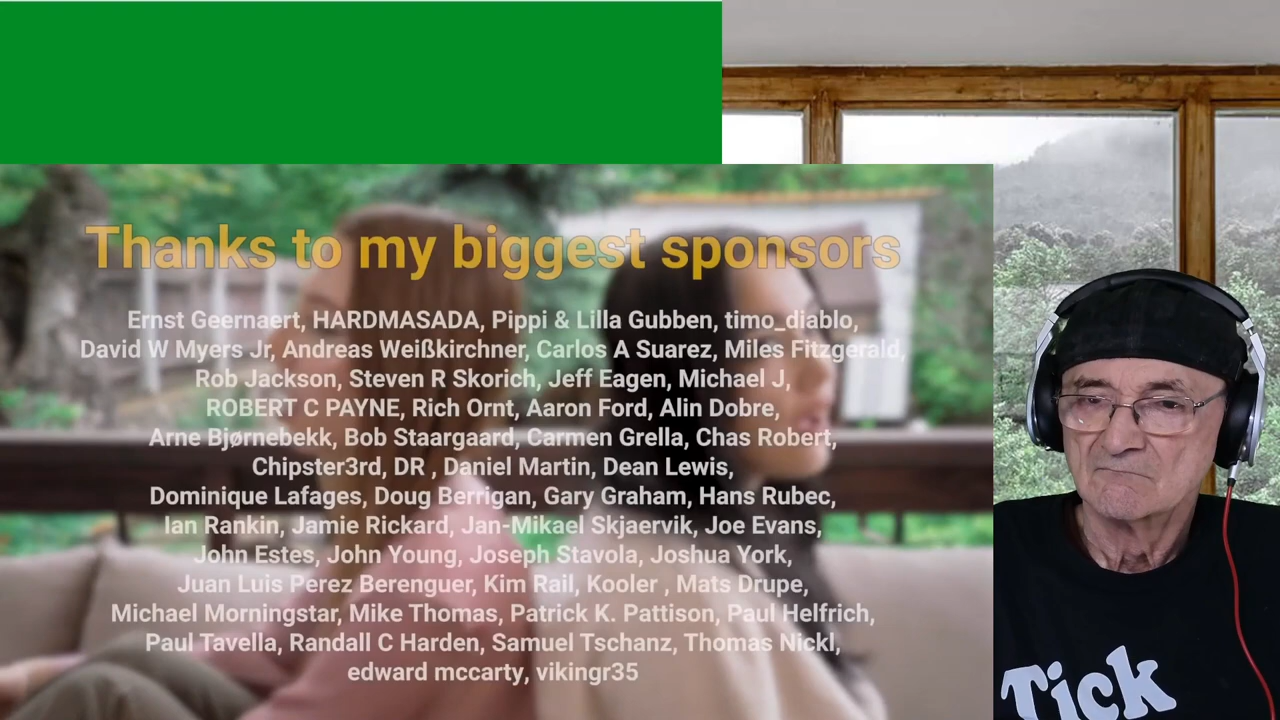 Thanks to my biggest sponsors
Ernst Geernaert, HARDMASADA, Pippi & Lilla Gubben, timo_diablo,
David W Myers Jr, Andreas Weißkirchner, Carlos A Suarez, Miles Fitzgerald,
Rob Jackson, Steven R Skorich, Jeff Eagen, Michael J,
ROBERT C PAYNE, Rich Ornt, Aaron Ford, Alin Dobre,
Arne Bjørnebekk, Bob Staargaard, Carmen Grella, Chas Robert,
Chipster3rd, DR , Daniel Martin, Dean Lewis,
Dominique Lafages, Doug Berrigan, Gary Graham, Hans Rubec,
Ian Rankin, Jamie Rickard, Jan-Mikael Skjaervik, Joe Evans,
John Estes, John Young, Joseph Stavola, Joshua York,
Juan Luis Perez Berenguer, Kim Rail, Kooler , Mats Drupe,
Michael Morningstar, Mike Thomas, Patrick K. Pattison, Paul Helfrich,
Paul Tavella, Randall C Harden, Samuel Tschanz, Thomas Nickl,
edward mccarty, vikingr35
Tick